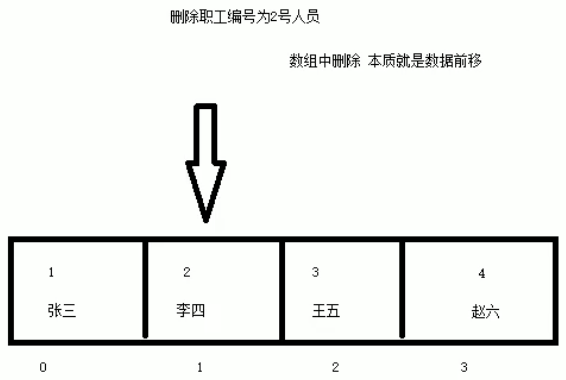 删除职工编号为2号人员
数组中删除 本质就是数据前移
1 2 3 4
张三 李四 王五 赵六
0 1 2 3